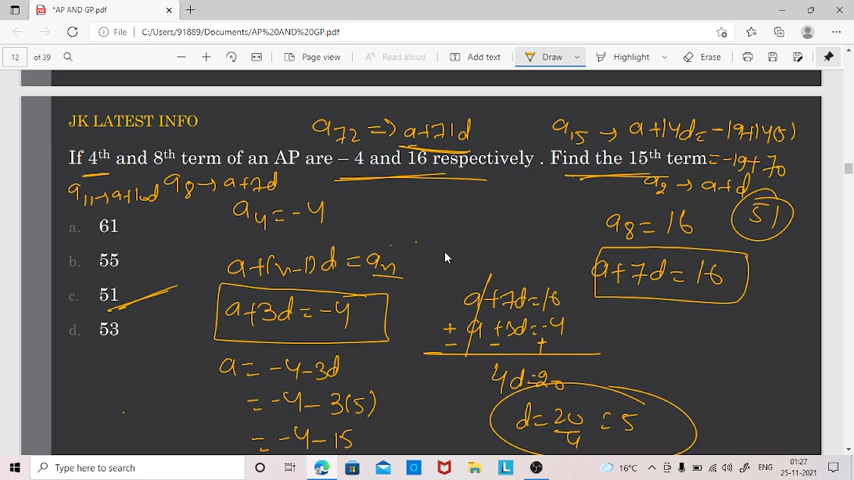 *AP AND GP.pdf
File | C:/Users/91889/Documents/AP%20AND%20GP.pdf
12 of 39
Page view
Read aloud
Add text
Draw
Highlight
Erase
JK LATEST INFO
a72 => a+71d
a15 → a+14d = -19+14(5)
If 4th and 8th term of an AP are – 4 and 16 respectively . Find the 15th term
= -19+70
a11→a+10d a8 → a+7d
a2 → a+d
51
a4 = -4
a8 = 16
a. 61
b. 55
c. 51
d. 53
a+(n-1)d = an
a+3d = -4
a+7d = 16
a+7d=16
+ a +3d=-4
- - +
4d=20
d = 20/4 = 5
a = -4-3d
= -4-3(5)
= -4-15
Type here to search
16°C
ENG
01:27
25-11-2021